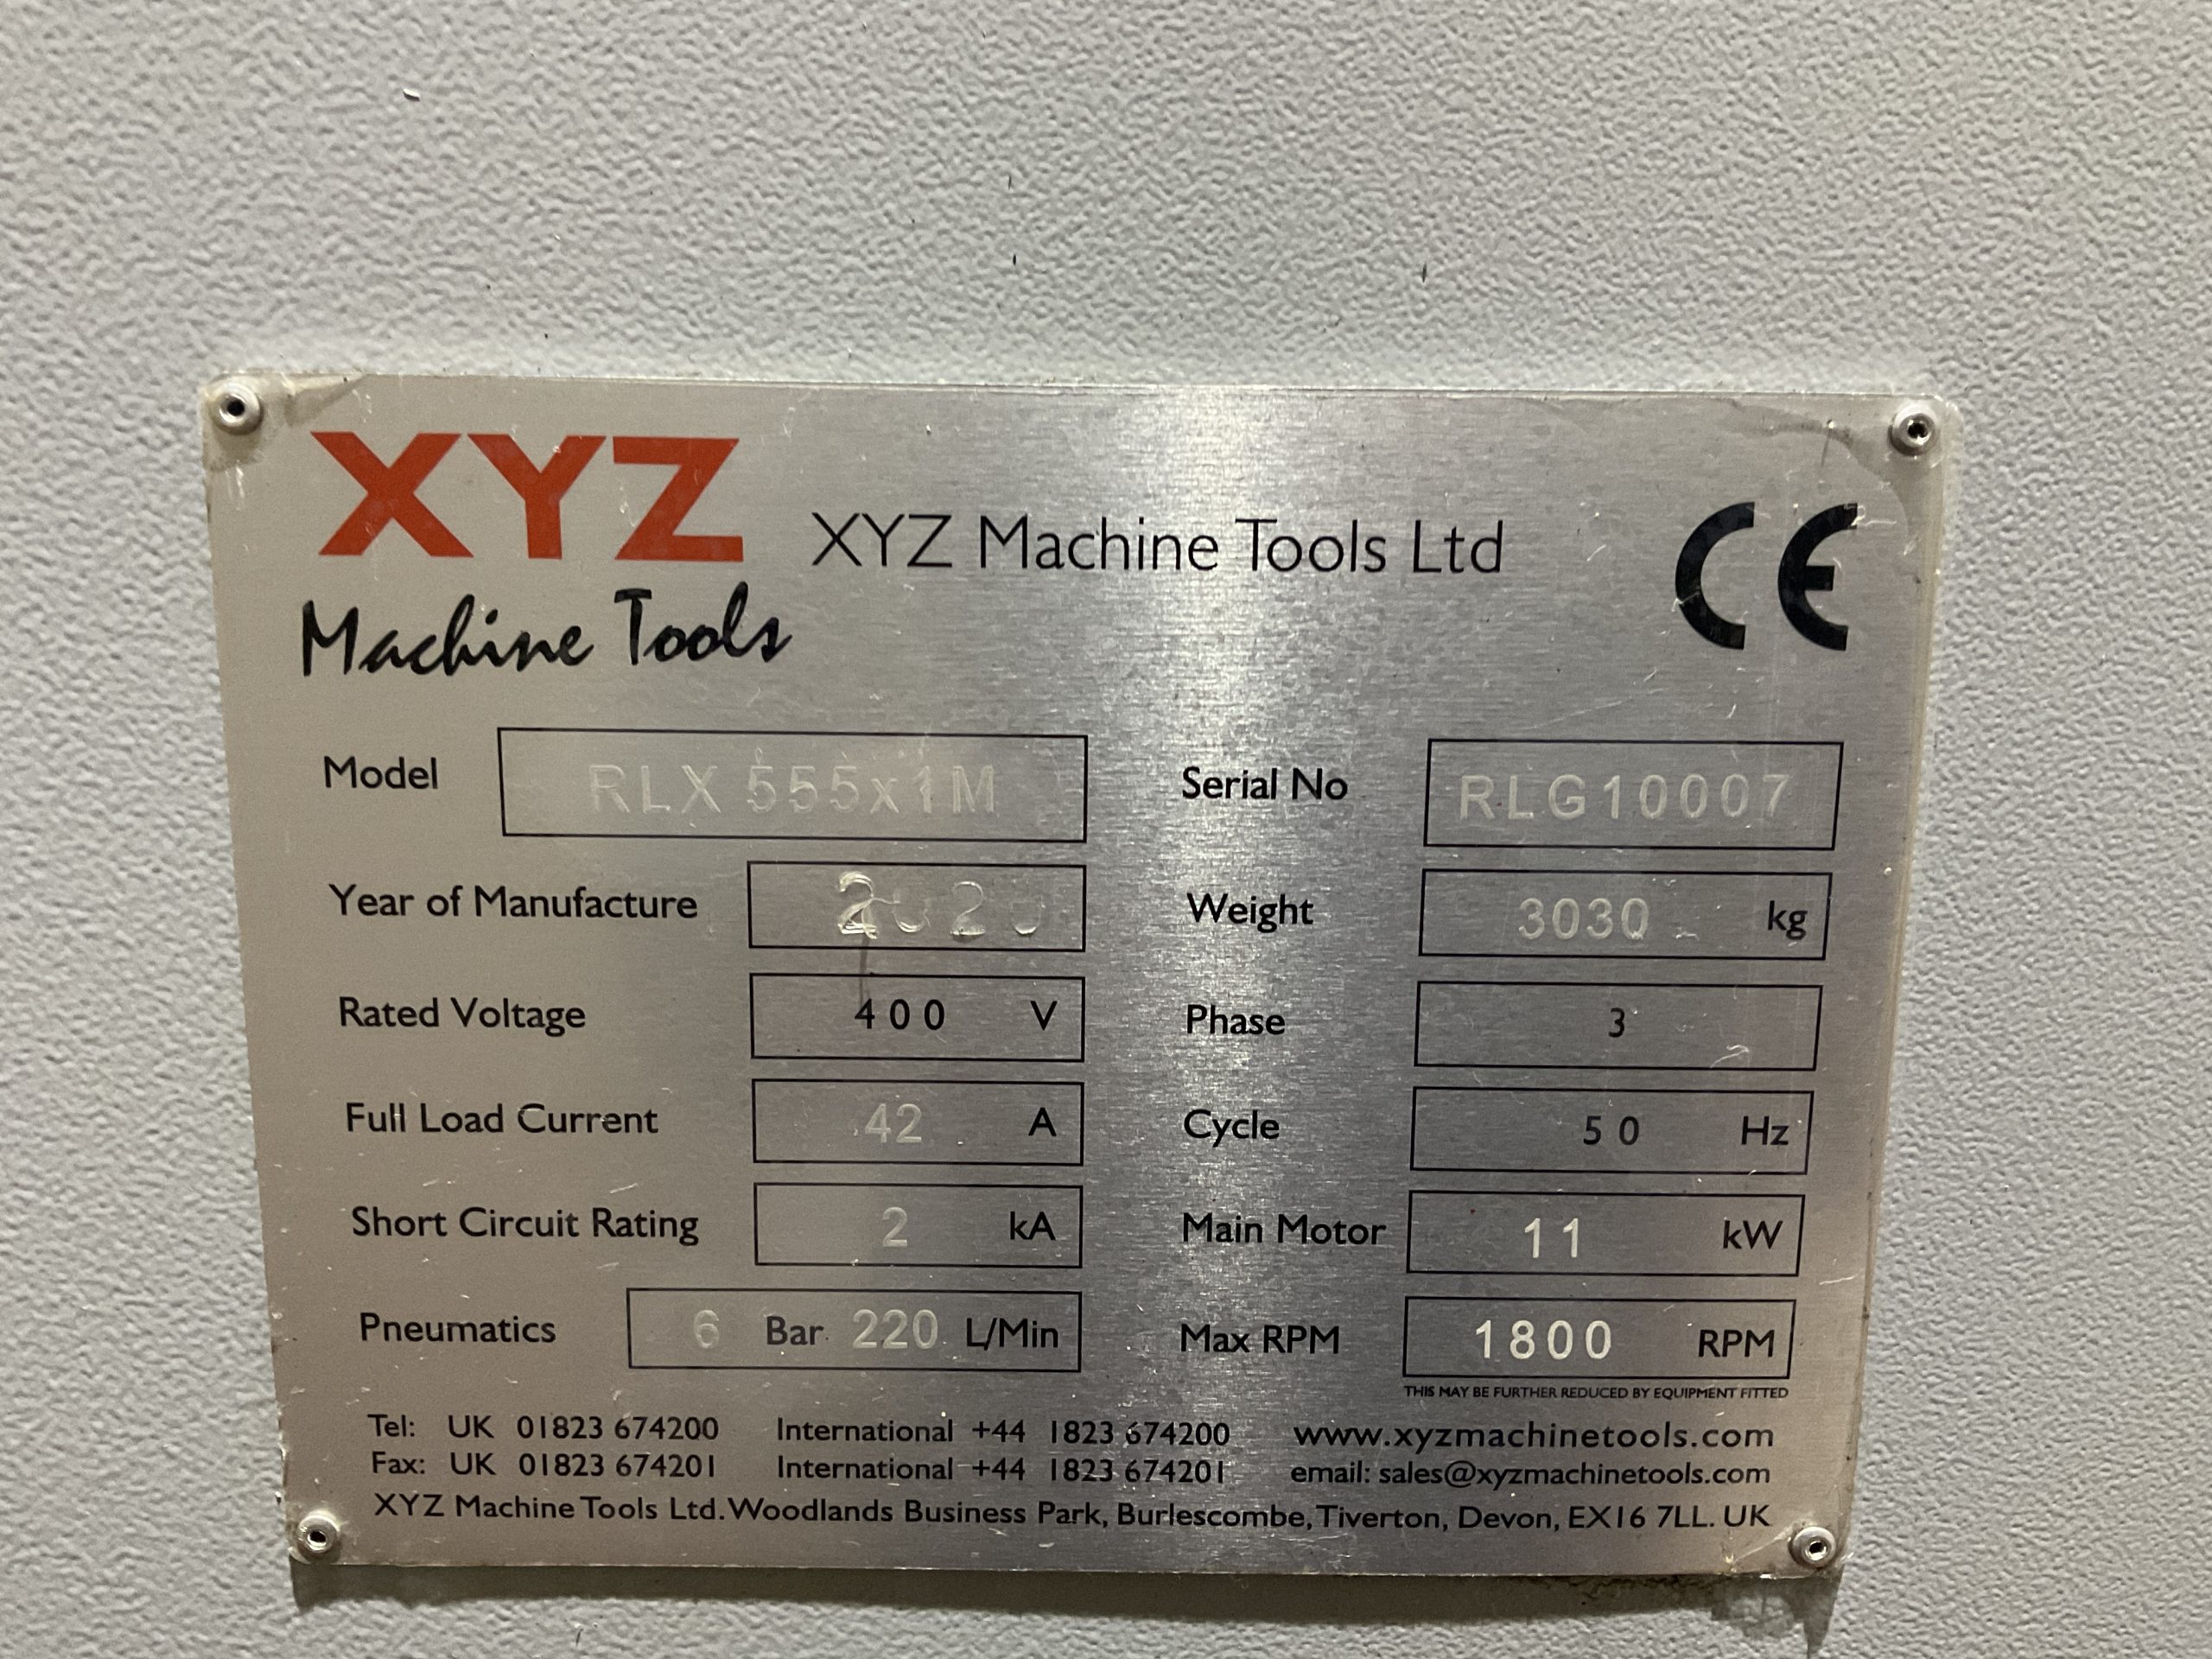 XYZ
Machine Tools
XYZ Machine Tools Ltd
CE
Model RLX 555x1M Serial No RLG10007
Year of Manufacture 2020 Weight 3030 kg
Rated Voltage 400 V Phase 3
Full Load Current 42 A Cycle 50 Hz
Short Circuit Rating 2 kA Main Motor 11 kW
Pneumatics 6 Bar 220 L/Min Max RPM 1800 RPM
THIS MAY BE FURTHER REDUCED BY EQUIPMENT FITTED
Tel: UK 01823 674200 International +44 1823 674200 www.xyzmachinetools.com
Fax: UK 01823 674201 International +44 1823 674201 email: sales@xyzmachinetools.com
XYZ Machine Tools Ltd. Woodlands Business Park, Burlescombe, Tiverton, Devon, EX16 7LL. UK